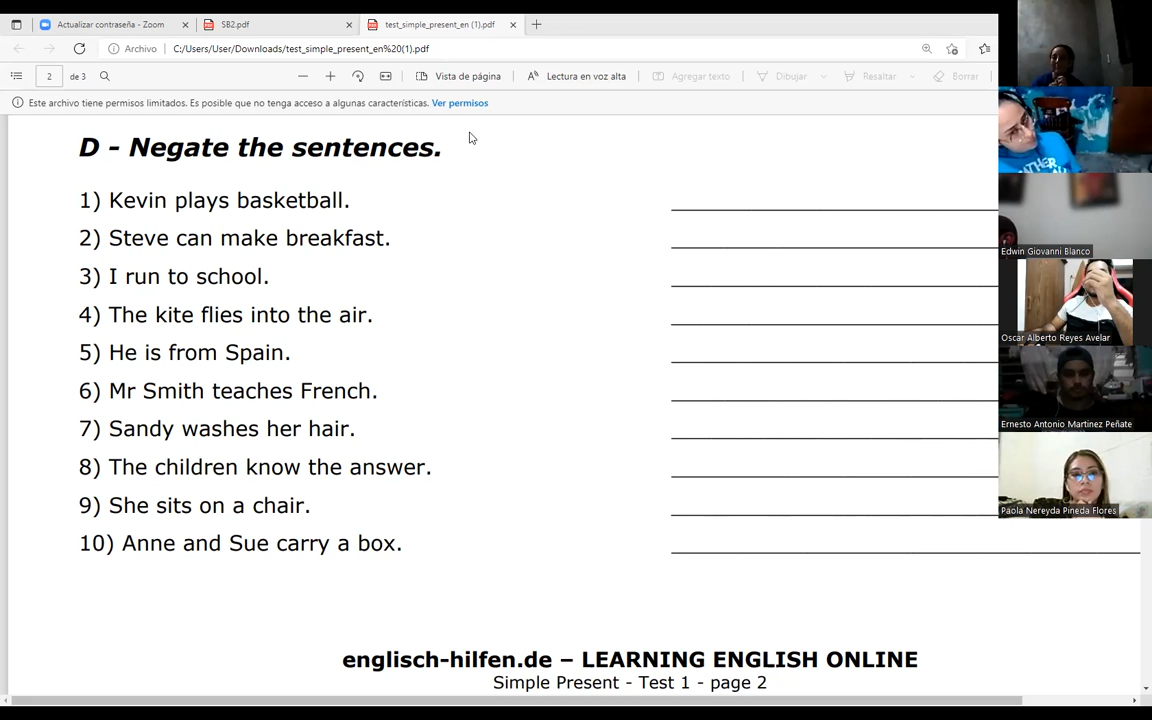 Actualizar contraseña - Zoom
SB2.pdf
test_simple_present_en (1).pdf
Archivo
C:/Users/User/Downloads/test_simple_present_en%20(1).pdf
2
de 3
Vista de página
Lectura en voz alta
Agregar texto
Dibujar
Resaltar
Borrar
Este archivo tiene permisos limitados. Es posible que no tenga acceso a algunas características. Ver permisos
D - Negate the sentences.
1) Kevin plays basketball.
2) Steve can make breakfast.
3) I run to school.
4) The kite flies into the air.
5) He is from Spain.
6) Mr Smith teaches French.
7) Sandy washes her hair.
8) The children know the answer.
9) She sits on a chair.
10) Anne and Sue carry a box.
englisch-hilfen.de – LEARNING ENGLISH ONLINE
Simple Present - Test 1 - page 2
Edwin Giovanni Blanco
Oscar Alberto Reyes Avelar
Ernesto Antonio Martinez Peñate
Paola Nereyda Pineda Flores